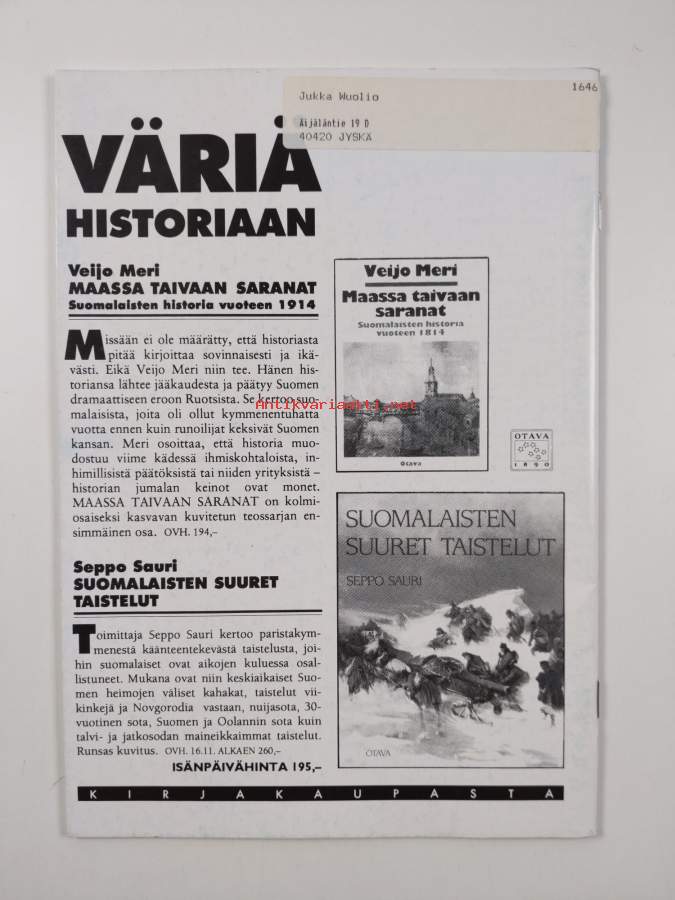 Jukka Wuolio
1646
Äijäläntie 19 D
40420 JYSKÄ
VÄRIÄ
HISTORIAAN
Veijo Meri
MAASSA TAIVAAN SARANAT
Suomalaisten historia vuoteen 1914
Missään ei ole määrätty, että historiasta
pitää kirjoittaa sovinnaisesti ja ikä-
västi. Eikä Veijo Meri niin tee. Hänen his-
toriansa lähtee jääkaudesta ja päätyy Suomen
dramaattiseen eroon Ruotsista. Se kertoo suo-
malaisista, joita oli ollut kymmenentuhatta
vuotta ennen kuin runoilijat keksivät Suomen
kansan. Meri osoittaa, että historia muo-
dostuu viime kädessä ihmiskohtaloista, in-
himillisistä päätöksistä tai niiden yrityksistä –
historian jumalan keinot ovat monet.
MAASSA TAIVAAN SARANAT on kolmi-
osaiseksi kasvavan kuvitetun teossarjan en-
simmäinen osa. OVH. 194,–
Veijo Meri
Maassa taivaan
saranat
Suomalaisten historia
vuoteen 1814
Otava
OTAVA
1890
Antikvariaatti.net
Seppo Sauri
SUOMALAISTEN SUURET
TAISTELUT
Toimittaja Seppo Sauri kertoo paristakym-
menestä käänteentekevästä taistelusta, joi-
hin suomalaiset ovat aikojen kuluessa osal-
listuneet. Mukana ovat niin keskiaikaiset Suo-
men heimojen väliset kahakat, taistelut vii-
kinkejä ja Novgorodia vastaan, nuijasota, 30-
vuotinen sota, Suomen ja Oolannin sota kuin
talvi- ja jatkosodan maineikkaimmat taistelut.
Runsas kuvitus. OVH. 16.11. ALKAEN 260,–
ISÄNPÄIVÄHINTA 195,–
SUOMALAISTEN
SUURET TAISTELUT
SEPPO SAURI
OTAVA
KIRJAKAUPASTA